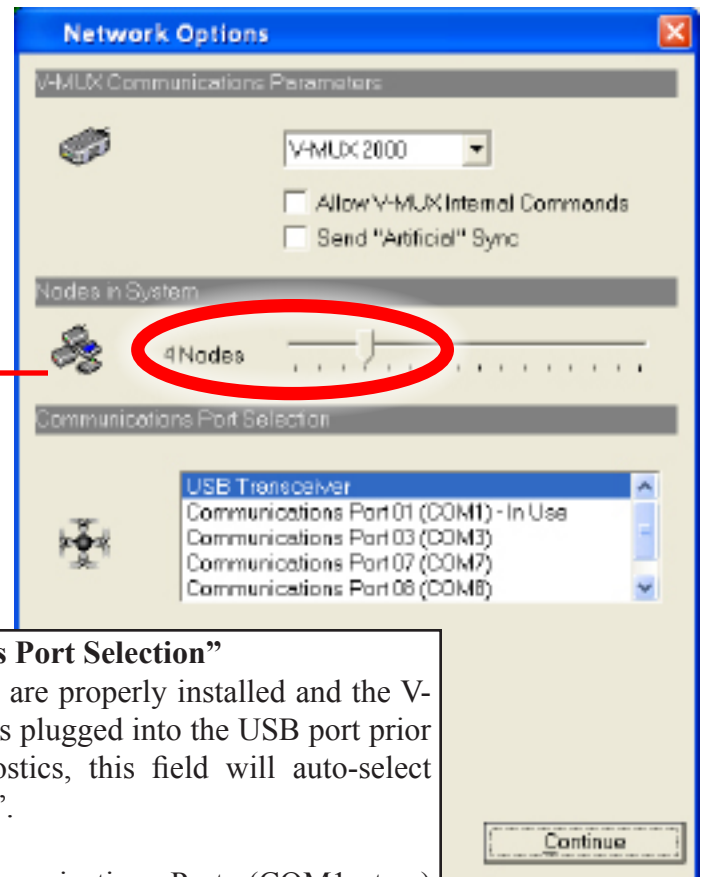 Network Options
V-MUX Communications Parameters
V-MUX 2000
Allow V-MUX Internal Commands
Send "Artificial" Sync
Nodes in System
4 Nodes
Communications Port Selection
USB Transceiver
Communications Port 01 (COM1) - In Use
Communications Port 03 (COM3)
Communications Port 07 (COM7)
Communications Port 08 (COM8)
s Port Selection”
are properly installed and the V-
s plugged into the USB port prior
ostics, this field will auto-select
”.
Continue
Port (COM1